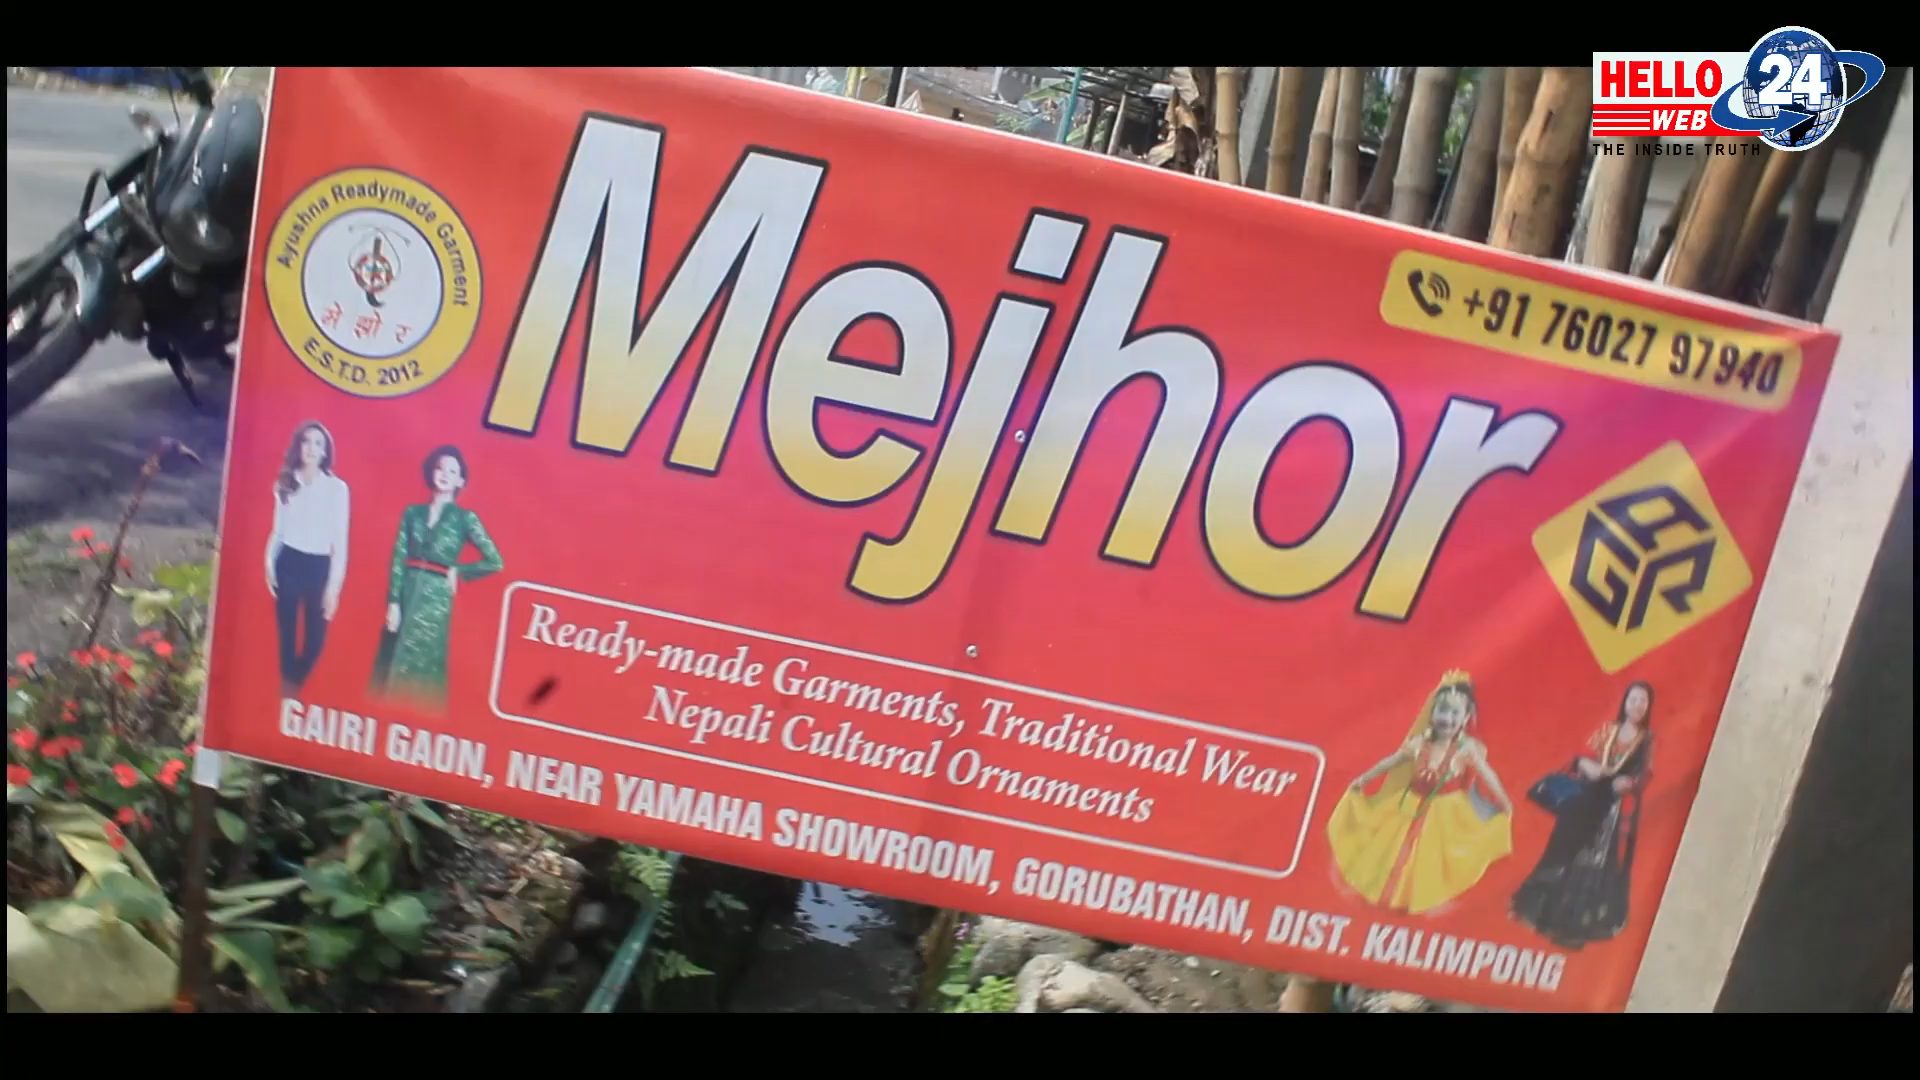 HELLO
24
WEB
THE INSIDE TRUTH
Ayushna Readymade Garment
मे झो र
E.S.T.D. 2012
Mejhor
+91 76027 97940
AGR
Ready-made Garments, Traditional Wear
Nepali Cultural Ornaments
GAIRI GAON, NEAR YAMAHA SHOWROOM, GORUBATHAN, DIST. KALIMPONG